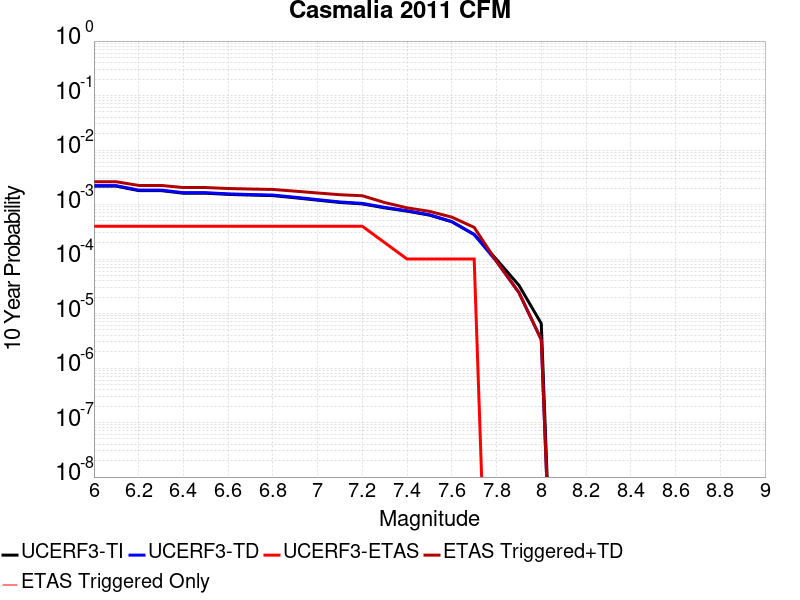 Casmalia 2011 CFM
10 Year Probability
10^0
10^-1
10^-2
10^-3
10^-4
10^-5
10^-6
10^-7
10^-8
6 6.2 6.4 6.6 6.8 7 7.2 7.4 7.6 7.8 8 8.2 8.4 8.6 8.8 9
Magnitude
UCERF3-TI UCERF3-TD UCERF3-ETAS ETAS Triggered+TD
ETAS Triggered Only